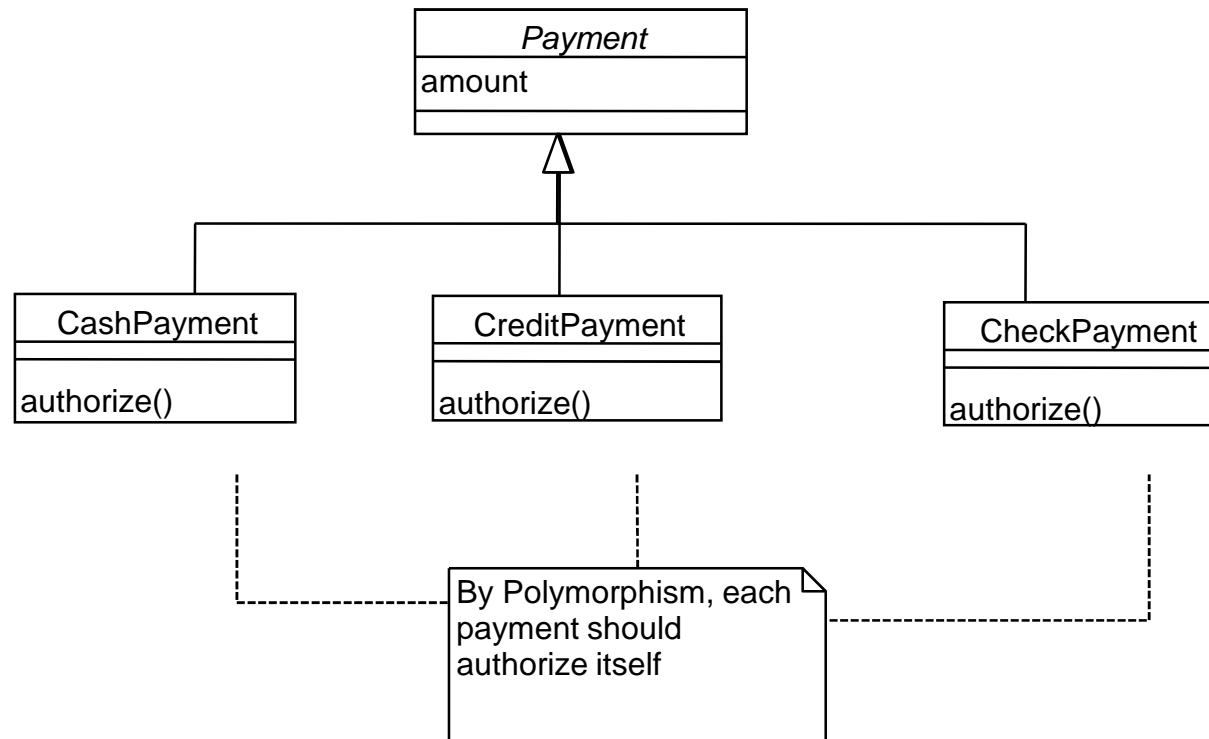 Payment
amount
CashPayment
authorize()
CreditPayment
authorize()
CheckPayment
authorize()
By Polymorphism, each
payment should
authorize itself